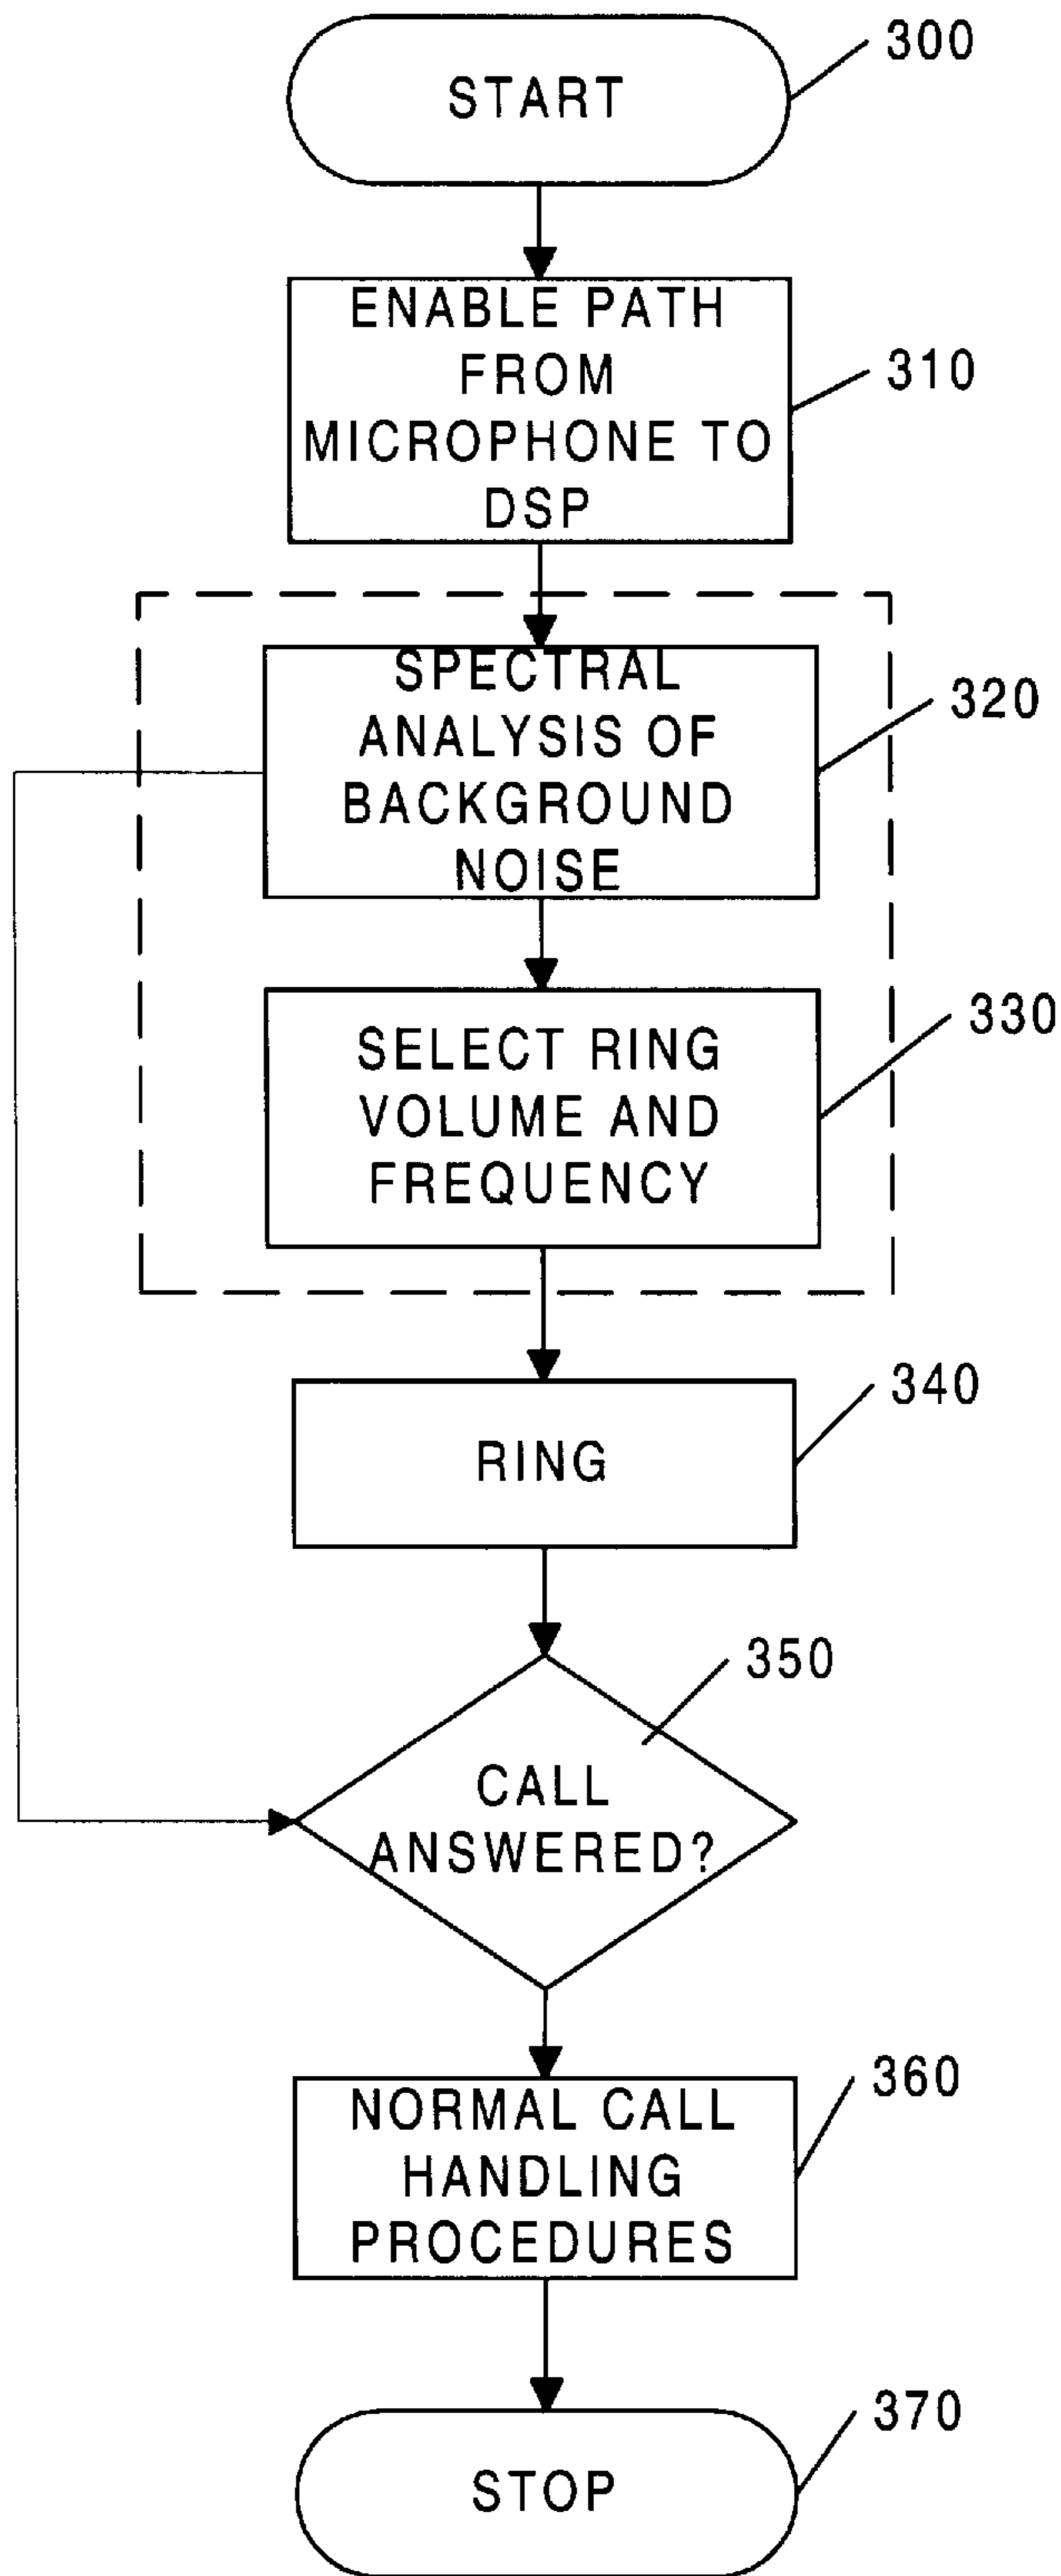 300
START
ENABLE PATH
FROM
MICROPHONE TO
DSP
310
SPECTRAL
ANALYSIS OF
BACKGROUND
NOISE
320
SELECT RING
VOLUME AND
FREQUENCY
330
RING
340
350
CALL
ANSWERED?
NORMAL CALL
HANDLING
PROCEDURES
360
STOP
370